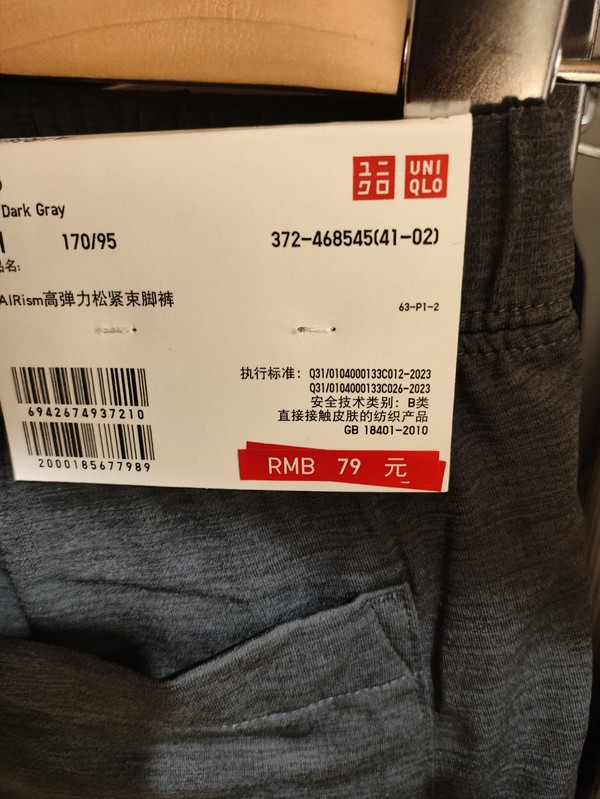 ユニ
クロ
UNI
QLO
Dark Gray
170/95
372-468545(41-02)
品名:
AIRism高弹力松紧束脚裤
63-P1-2
执行标准: Q31/0104000133C012-2023
Q31/0104000133C026-2023
安全技术类别: B类
直接接触皮肤的纺织产品
GB 18401-2010
6942674937210
2000185677989
RMB 79 元